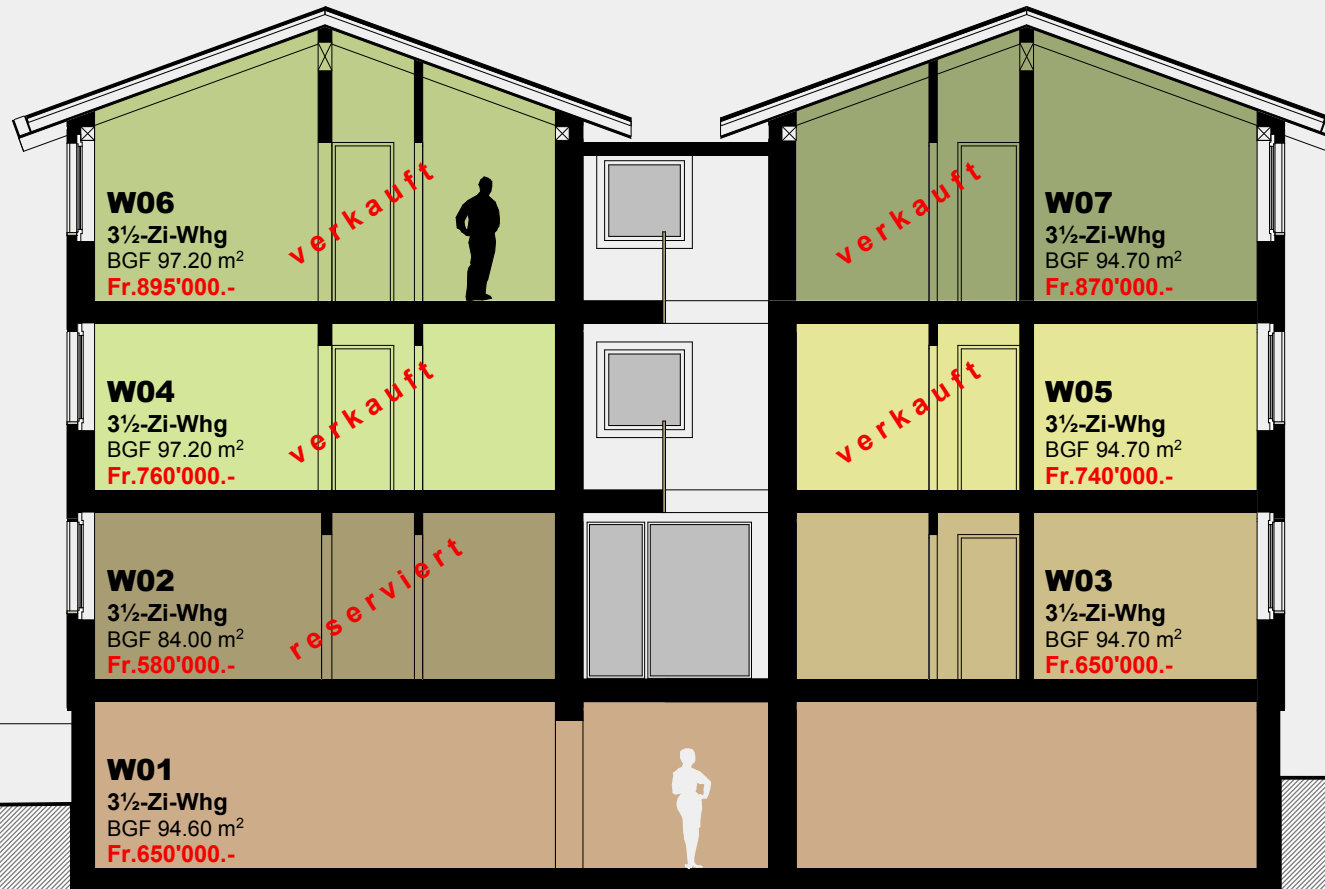 W06
3½-Zi-Whg
BGF 97.20 m²
Fr.895'000.-
verkauft
verkauft
W07
3½-Zi-Whg
BGF 94.70 m²
Fr.870'000.-
W04
3½-Zi-Whg
BGF 97.20 m²
Fr.760'000.-
verkauft
verkauft
W05
3½-Zi-Whg
BGF 94.70 m²
Fr.740'000.-
W02
3½-Zi-Whg
BGF 84.00 m²
Fr.580'000.-
reserviert
W03
3½-Zi-Whg
BGF 94.70 m²
Fr.650'000.-
W01
3½-Zi-Whg
BGF 94.60 m²
Fr.650'000.-